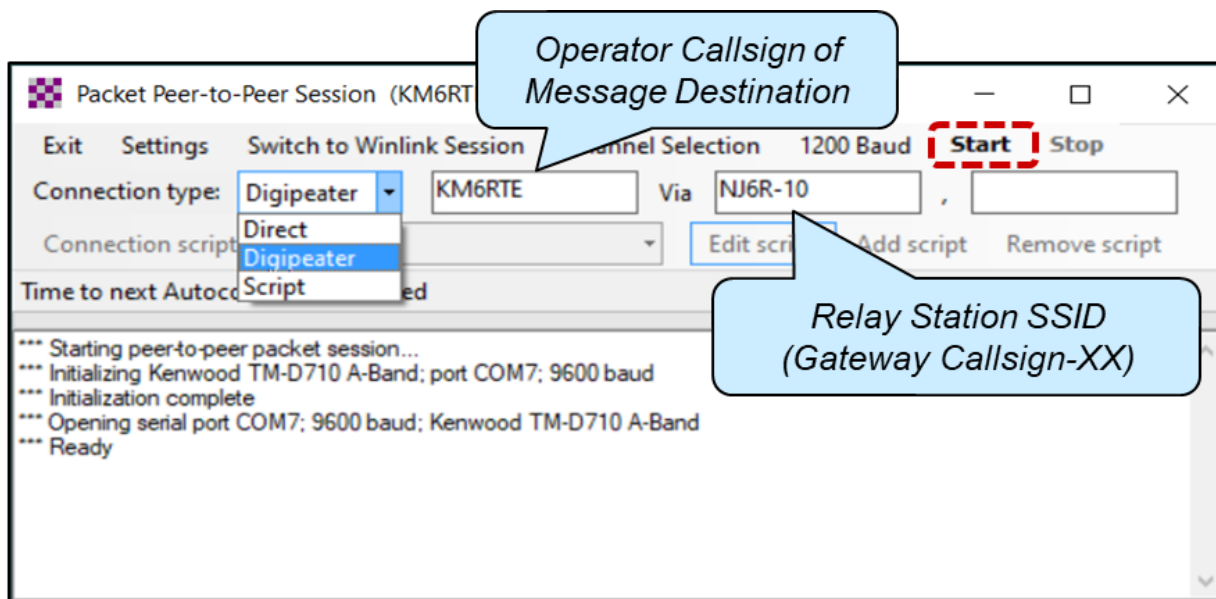 Operator Callsign of
Message Destination
Packet Peer-to-Peer Session (KM6RT
Exit Settings Switch to Winlink Session Selection 1200 Baud Start Stop
Connection type: Digipeater KM6RTE Via NJ6R-10 ,
Direct
Connection script Edit Add script Remove script
Digipeater
Time to next
Script
Relay Station SSID
(Gateway Callsign-XX)
*** Starting peer-to-peer packet session...
*** Initializing Kenwood TM-D710 A-Band; port COM7; 9600 baud
*** Initialization complete
*** Opening serial port COM7; 9600 baud; Kenwood TM-D710 A-Band
*** Ready